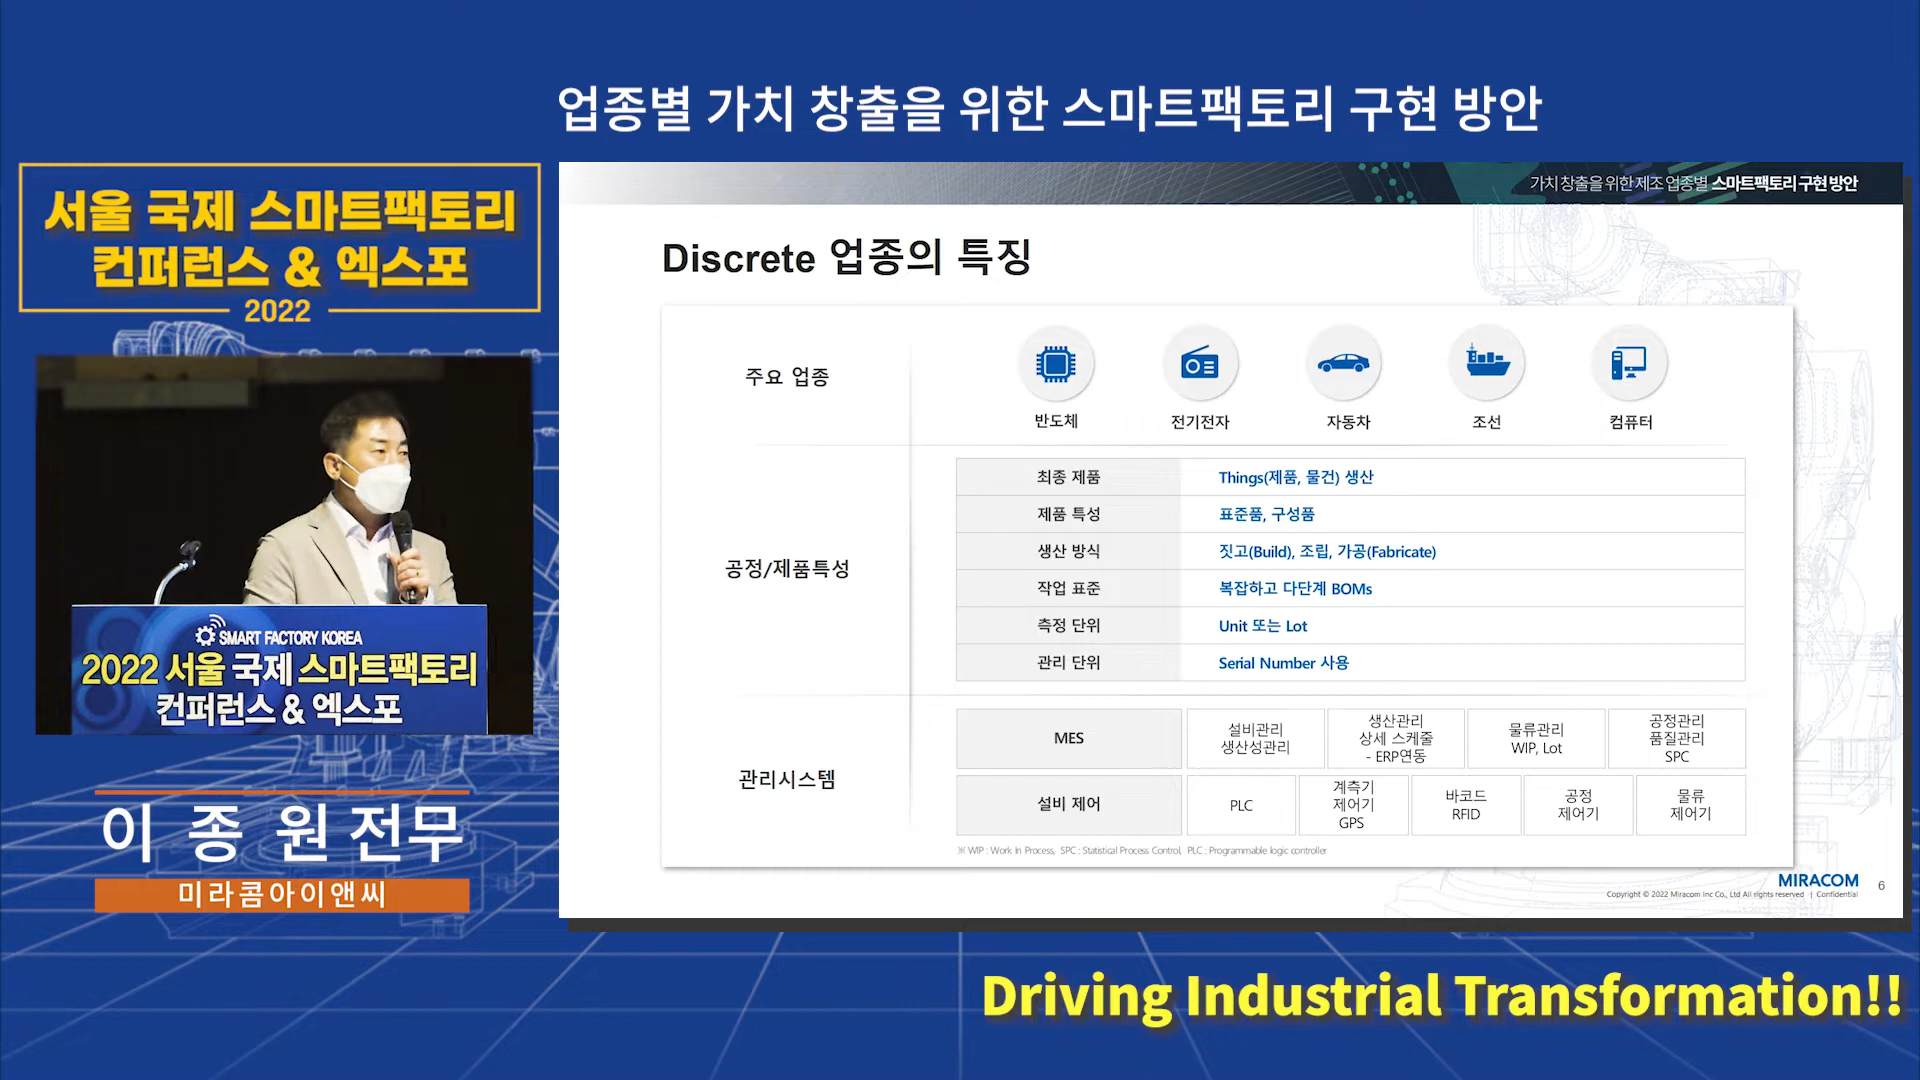 업종별 가치 창출을 위한 스마트팩토리 구현 방안
서울 국제 스마트팩토리
컨퍼런스 & 엑스포
2022
SMART FACTORY KOREA
2022 서울 국제 스마트팩토리
컨퍼런스 & 엑스포
이 종 원 전무
미라콤아이앤씨
가치 창출을 위한 제조 업종별 스마트팩토리 구현 방안
Discrete 업종의 특징
주요 업종
반도체
전기전자
자동차
조선
컴퓨터
공정/제품특성
최종 제품
Things(제품, 물건) 생산
제품 특성
표준품, 구성품
생산 방식
짓고(Build), 조립, 가공(Fabricate)
작업 표준
복잡하고 다단계 BOMs
측정 단위
Unit 또는 Lot
관리 단위
Serial Number 사용
관리시스템
MES
설비관리
생산성관리
생산관리
상세 스케줄
- ERP연동
물류관리
WIP, Lot
공정관리
품질관리
SPC
설비 제어
PLC
계측기
제어기
GPS
바코드
RFID
공정
제어기
물류
제어기
※ WIP : Work In Process, SPC : Statistical Process Control, PLC : Programmable logic controller
MIRACOM
Copyright © 2022 Miracom Inc Co., Ltd All rights reserved | Confidential
6
Driving Industrial Transformation!!